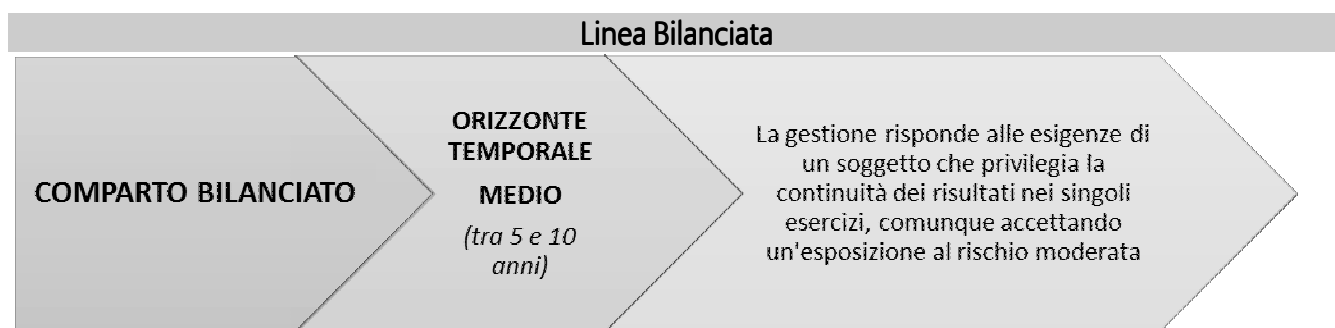 Linea Bilanciata
COMPARTO BILANCIATO
ORIZZONTE
TEMPORALE
MEDIO
(tra 5 e 10
anni)
La gestione risponde alle esigenze di
un soggetto che privilegia la
continuità dei risultati nei singoli
esercizi, comunque accettando
un'esposizione al rischio moderata